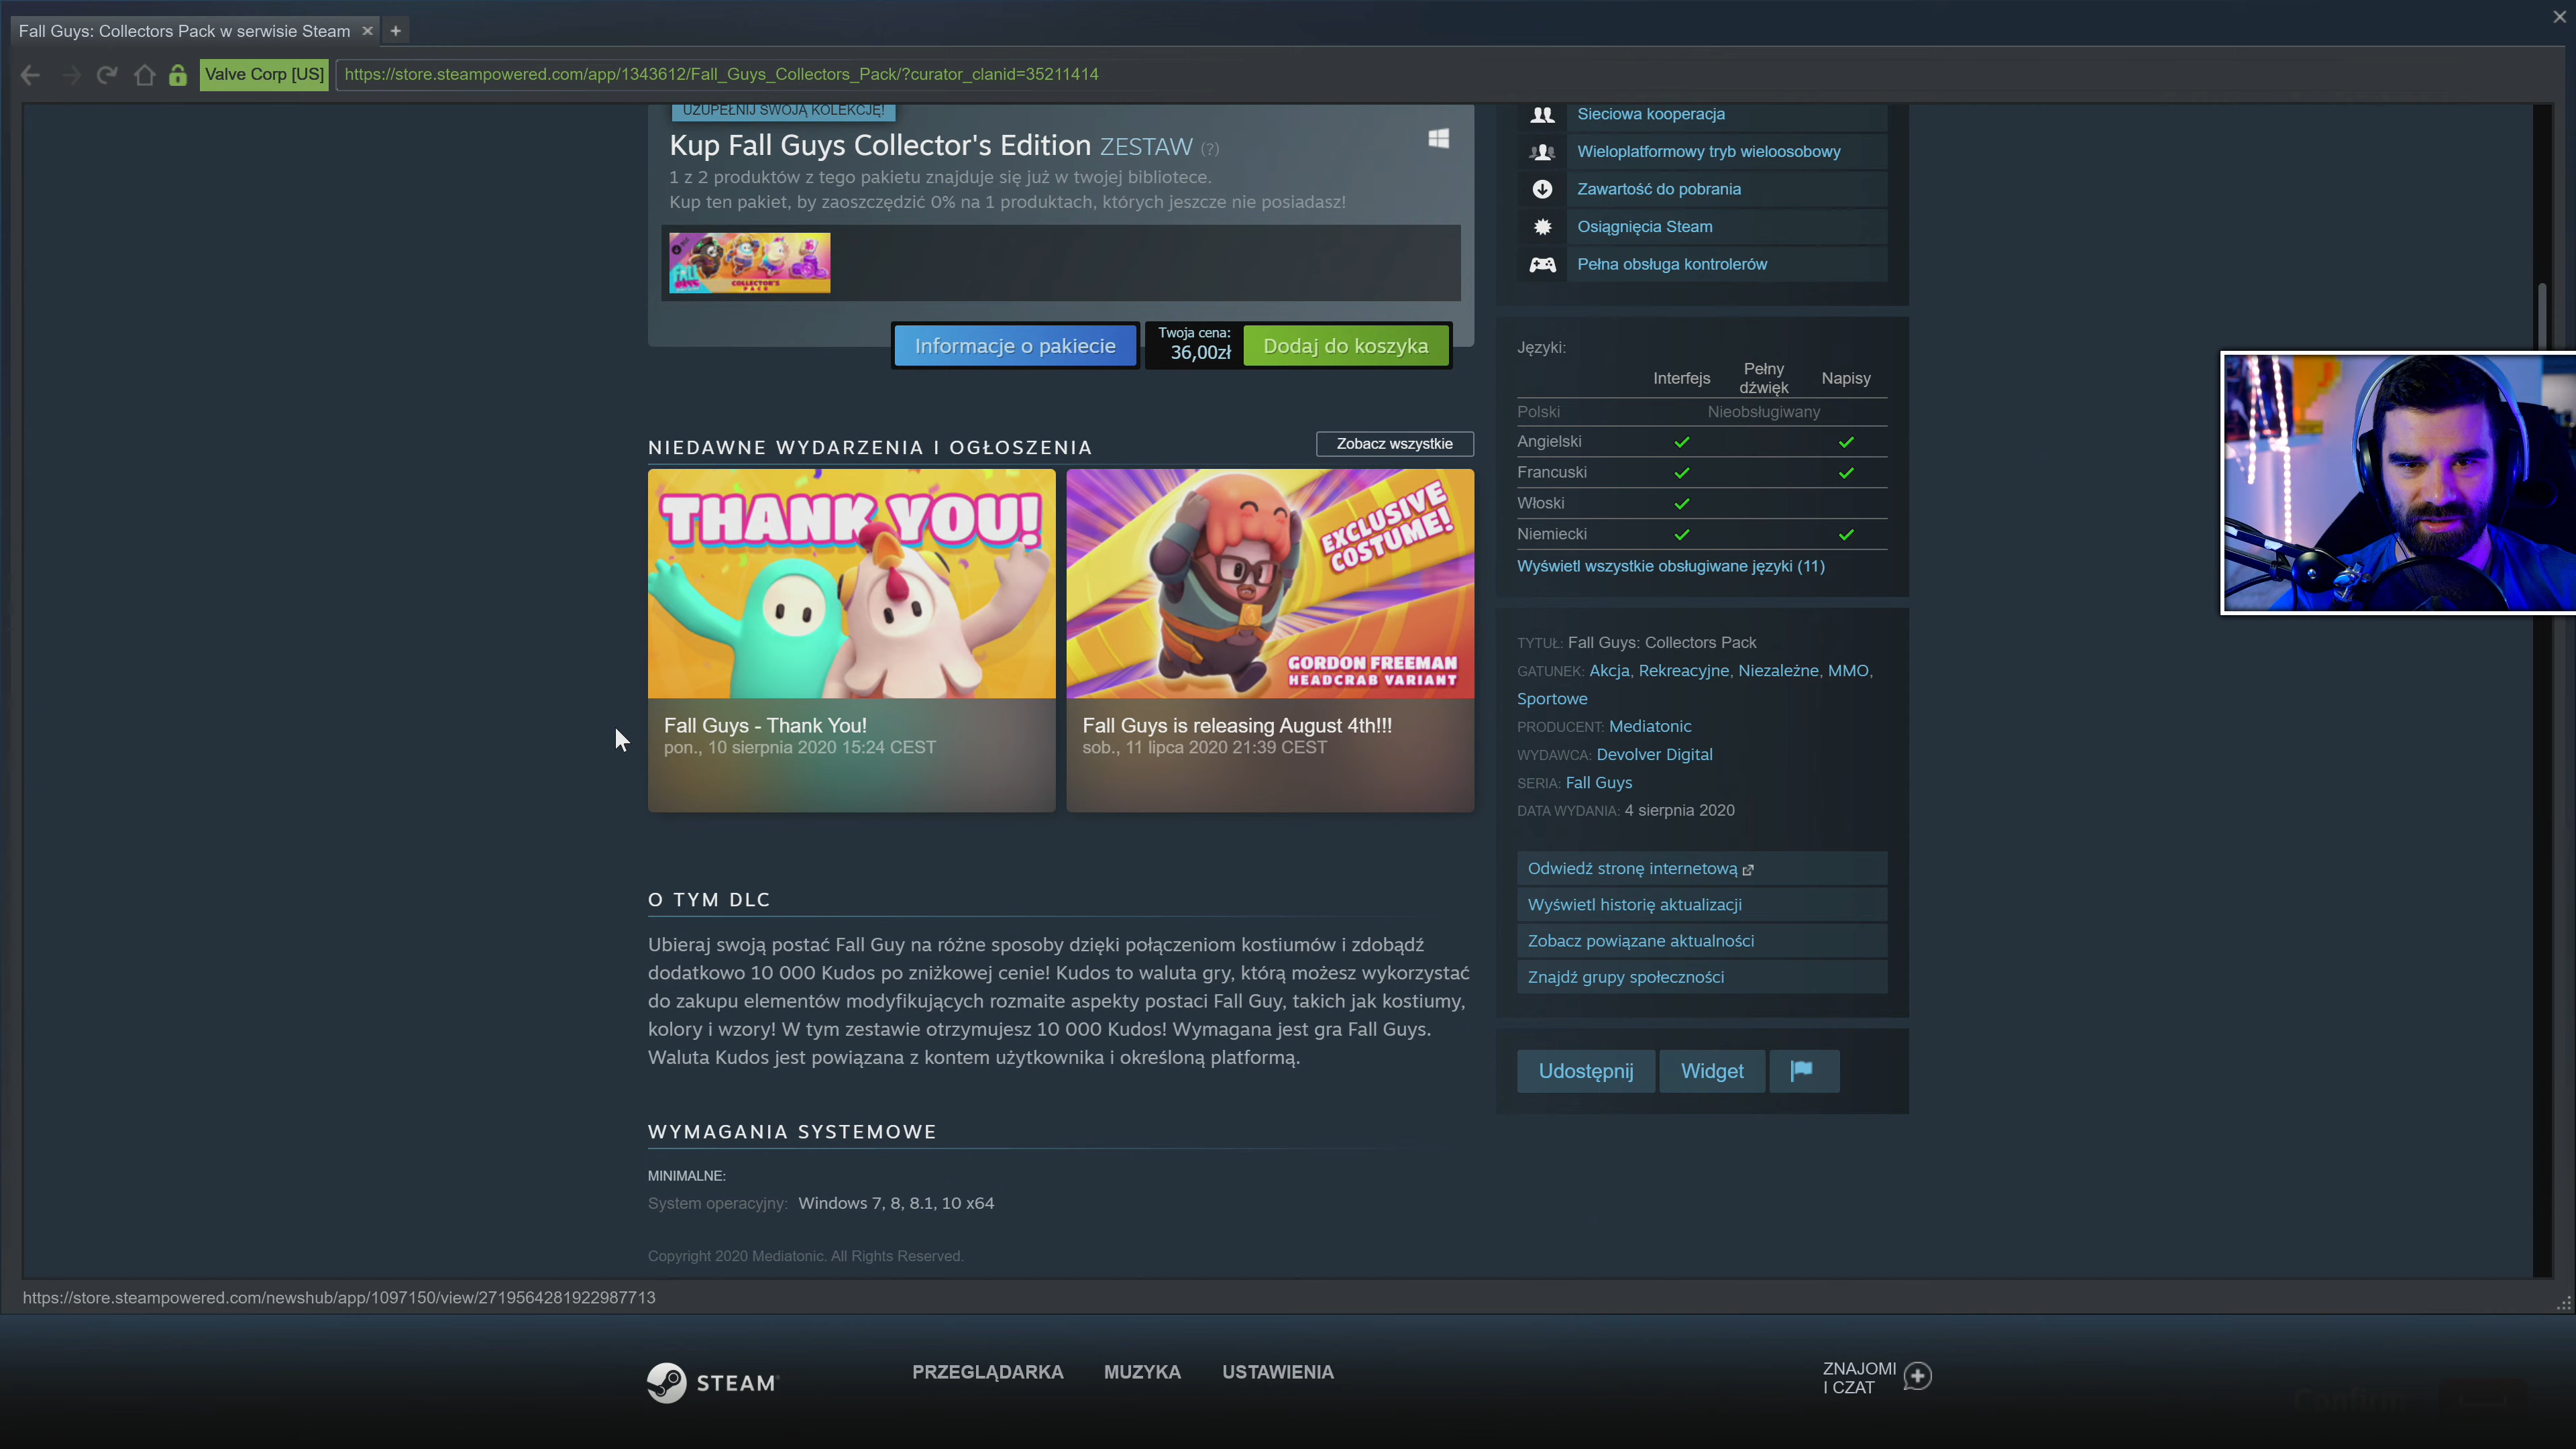 Fall Guys: Collectors Pack w serwisie Steam
Valve Corp [US]
https://store.steampowered.com/app/1343612/Fall_Guys_Collectors_Pack/?curator_clanid=35211414
UZUPEŁNIJ SWOJĄ KOLEKCJĘ!
Kup Fall Guys Collector's Edition ZESTAW (?)
1 z 2 produktów z tego pakietu znajduje się już w twojej bibliotece.
Kup ten pakiet, by zaoszczędzić 0% na 1 produktach, których jeszcze nie posiadasz!
FALL GUYS
COLLECTOR'S
PACK
Informacje o pakiecie
Twoja cena:
36,00zł
Dodaj do koszyka
NIEDAWNE WYDARZENIA I OGŁOSZENIA
Zobacz wszystkie
THANK YOU!
Fall Guys - Thank You!
pon., 10 sierpnia 2020 15:24 CEST
EXCLUSIVE
COSTUME!
GORDON FREEMAN
HEADCRAB VARIANT
Fall Guys is releasing August 4th!!!
sob., 11 lipca 2020 21:39 CEST
O TYM DLC
Ubieraj swoją postać Fall Guy na różne sposoby dzięki połączeniom kostiumów i zdobądź
dodatkowo 10 000 Kudos po zniżkowej cenie! Kudos to waluta gry, którą możesz wykorzystać
do zakupu elementów modyfikujących rozmaite aspekty postaci Fall Guy, takich jak kostiumy,
kolory i wzory! W tym zestawie otrzymujesz 10 000 Kudos! Wymagana jest gra Fall Guys.
Waluta Kudos jest powiązana z kontem użytkownika i określoną platformą.
WYMAGANIA SYSTEMOWE
MINIMALNE:
System operacyjny: Windows 7, 8, 8.1, 10 x64
Copyright 2020 Mediatonic. All Rights Reserved.
Sieciowa kooperacja
Wieloplatformowy tryb wieloosobowy
Zawartość do pobrania
Osiągnięcia Steam
Pełna obsługa kontrolerów
Języki:
Interfejs Pełny dźwięk Napisy
Polski Nieobsługiwany
Angielski ✓ ✓
Francuski ✓ ✓
Włoski ✓
Niemiecki ✓ ✓
Wyświetl wszystkie obsługiwane języki (11)
TYTUŁ: Fall Guys: Collectors Pack
GATUNEK: Akcja, Rekreacyjne, Niezależne, MMO,
Sportowe
PRODUCENT: Mediatonic
WYDAWCA: Devolver Digital
SERIA: Fall Guys
DATA WYDANIA: 4 sierpnia 2020
Odwiedź stronę internetową
Wyświetl historię aktualizacji
Zobacz powiązane aktualności
Znajdź grupy społeczności
Udostępnij
Widget
https://store.steampowered.com/newshub/app/1097150/view/2719564281922987713
STEAM
PRZEGLĄDARKA
MUZYKA
USTAWIENIA
ZNAJOMI
I CZAT